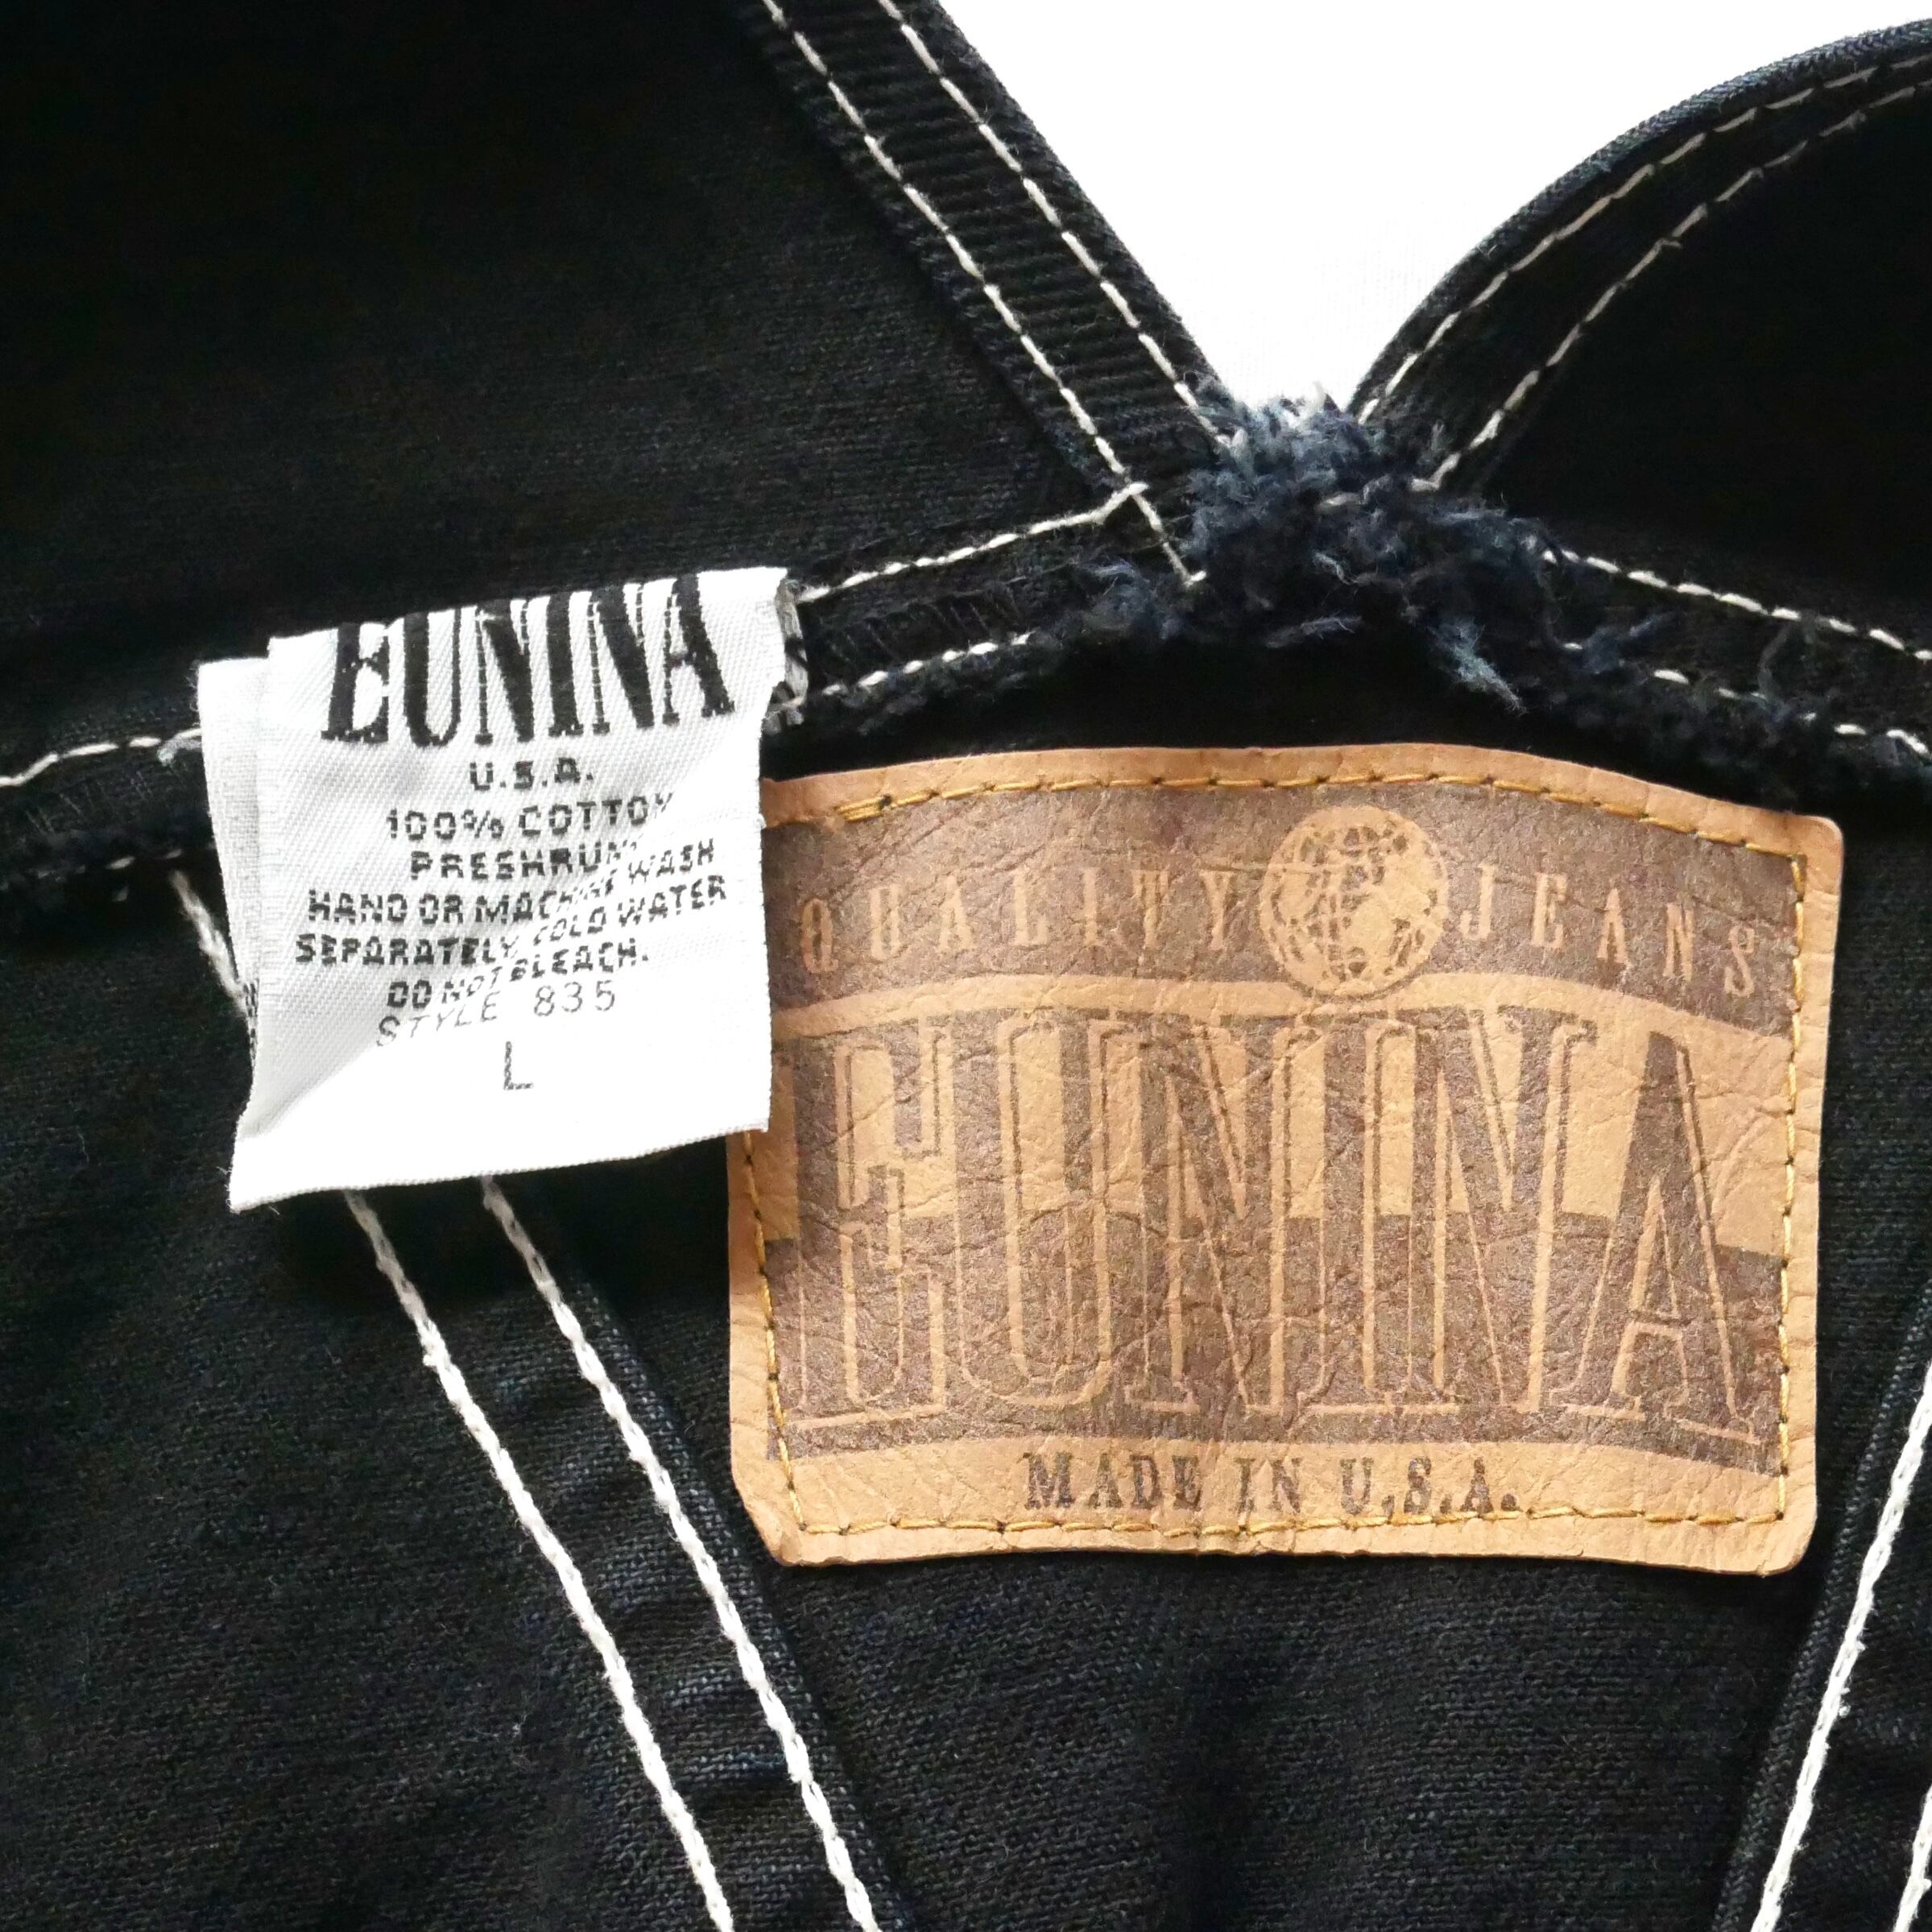 EUNINA
U.S.A.
100% COTTON
PRESHRUN
HAND OR MACHINE WASH
SEPARATELY COLD WATER
DO NOT BLEACH.
STYLE 835
L
QUALITY JEANS
EUNINA
MADE IN U.S.A.